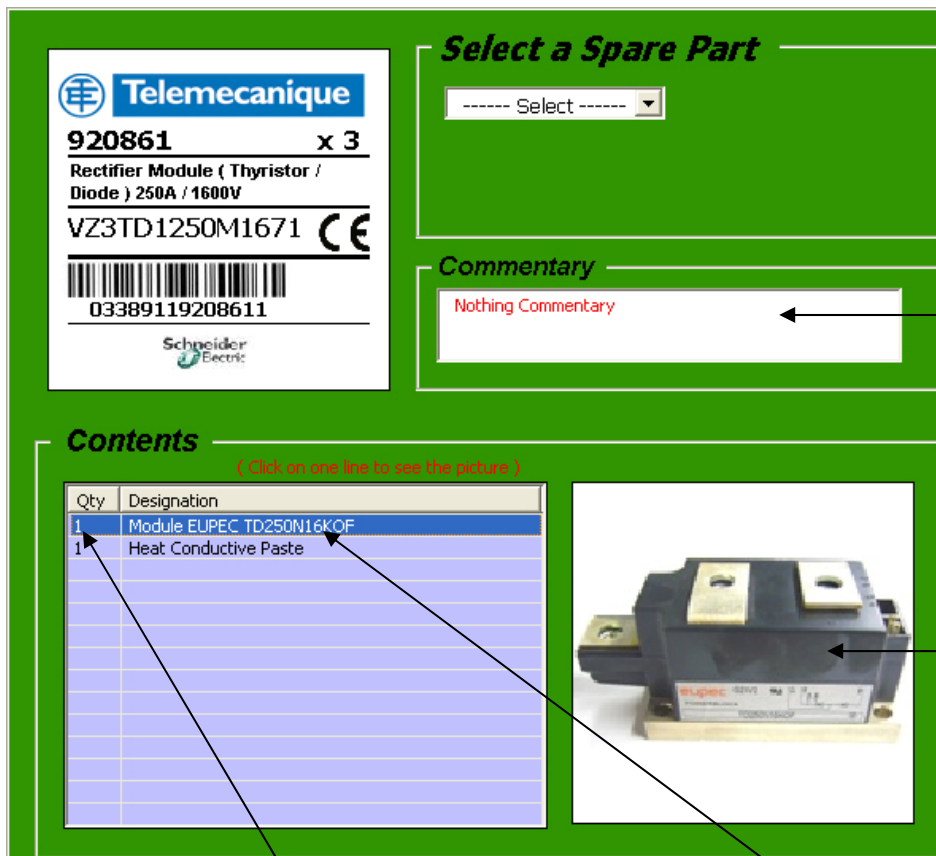 Telemecanique
920861 x 3
Rectifier Module ( Thyristor /
Diode ) 250A / 1600V
VZ3TD1250M1671 CE
03389119208611
Schneider
Electric
Select a Spare Part
------ Select ------
Commentary
Nothing Commentary
Contents
( Click on one line to see the picture )
Qty Designation
1 Module EUPEC TD250N16KOF
1 Heat Conductive Paste
eupec
TD250N16KOF